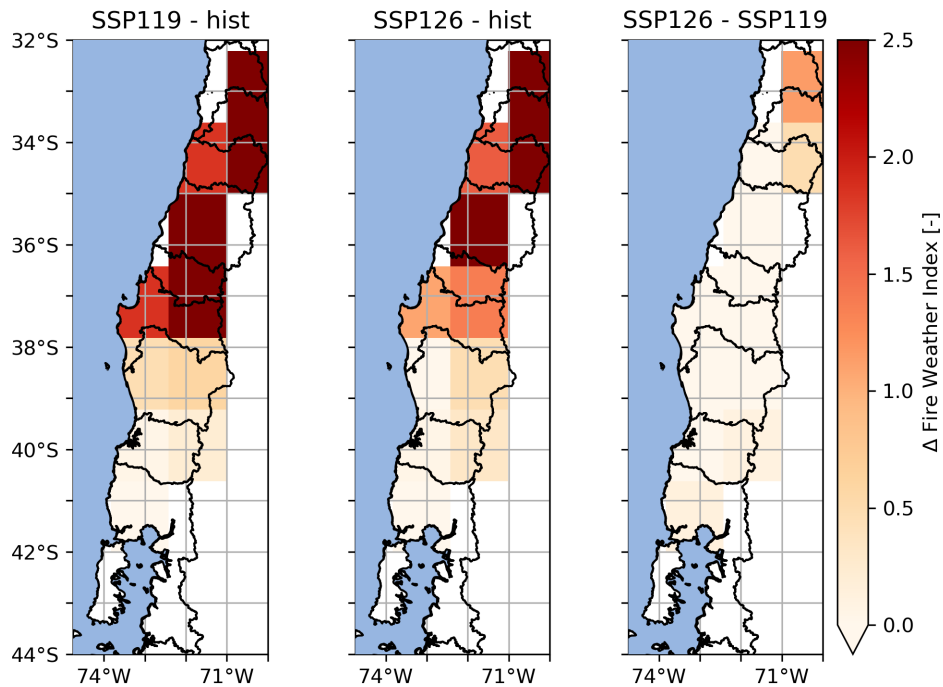 SSP119 - hist
SSP126 - hist
SSP126 - SSP119
32°S
34°S
36°S
38°S
40°S
42°S
44°S
74°W
71°W
74°W
71°W
74°W
71°W
2.5
2.0
1.5
1.0
0.5
0.0
Δ Fire Weather Index [-]